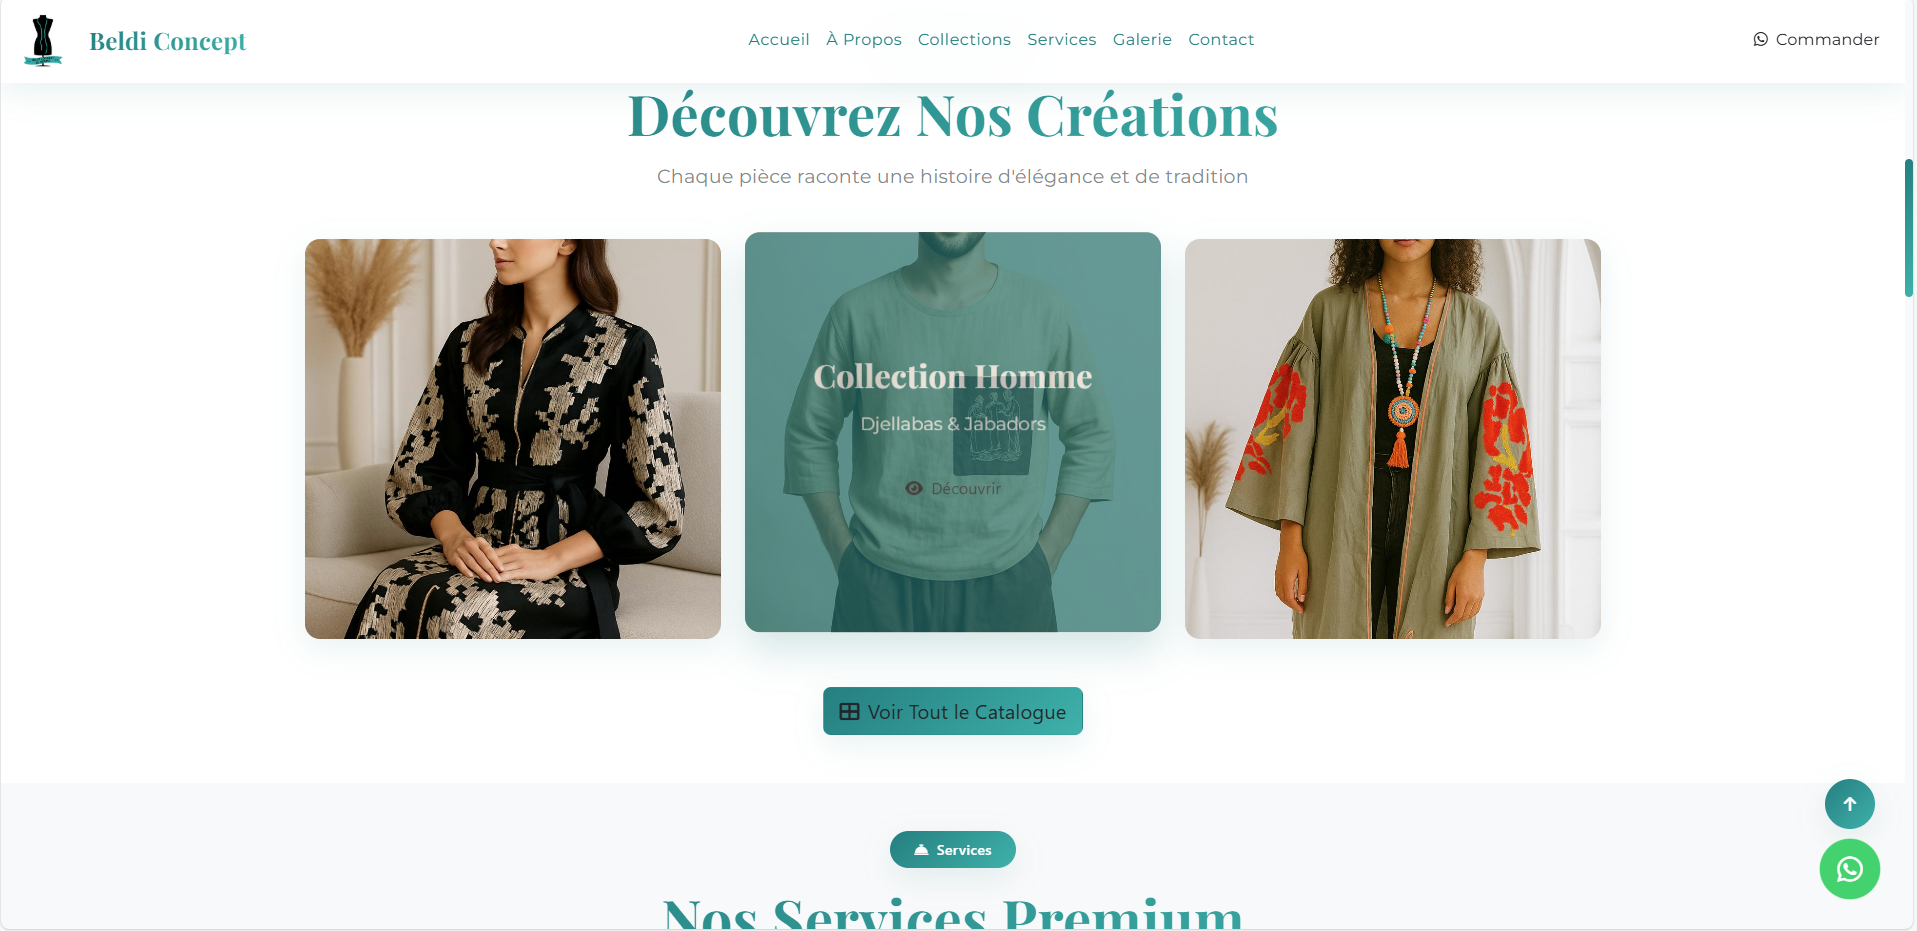 Beldi Concept
Accueil À Propos Collections Services Galerie Contact
Commander
Découvrez Nos Créations
Chaque pièce raconte une histoire d'élégance et de tradition
Collection Homme
Djellabas & Jabadors
Découvrir
Voir Tout le Catalogue
Services
Nos Services Premium